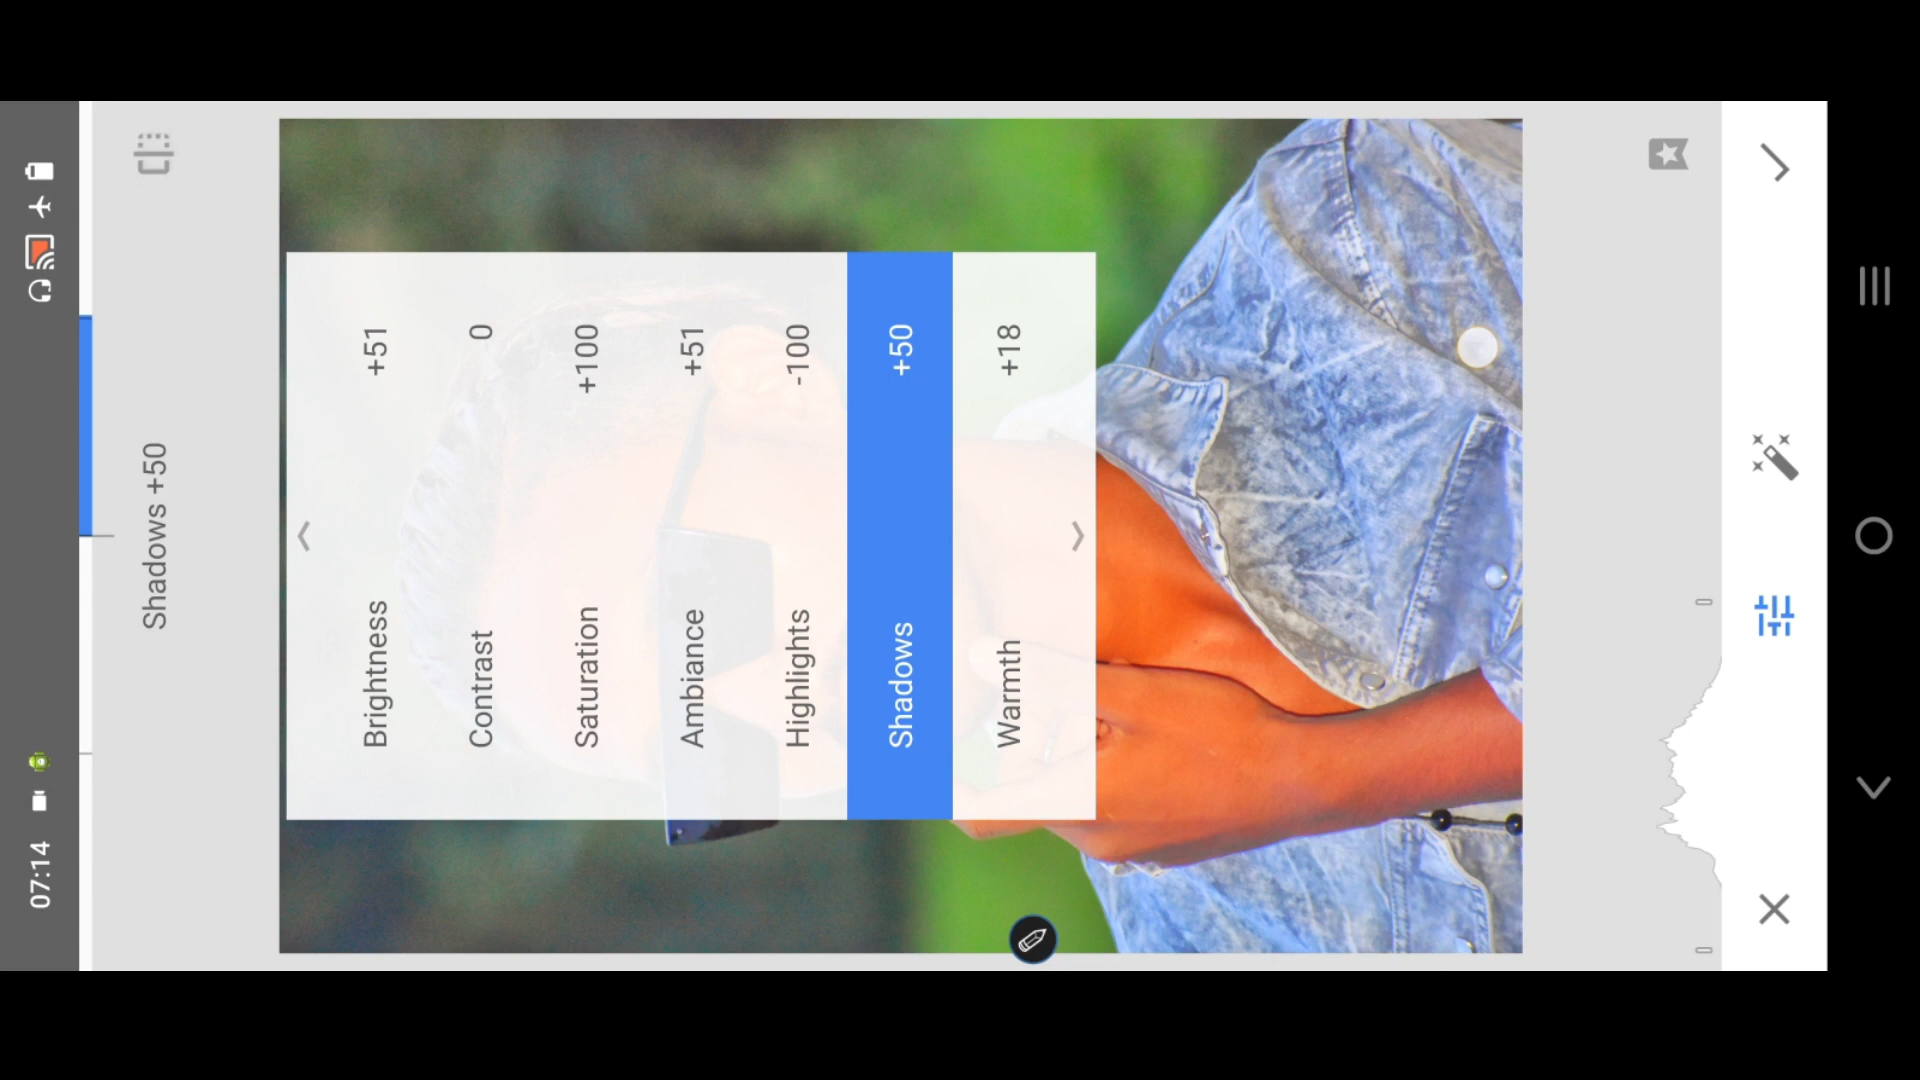 07:14
Shadows +50
Brightness +51
Contrast 0
Saturation +100
Ambiance +51
Highlights -100
Shadows +50
Warmth +18